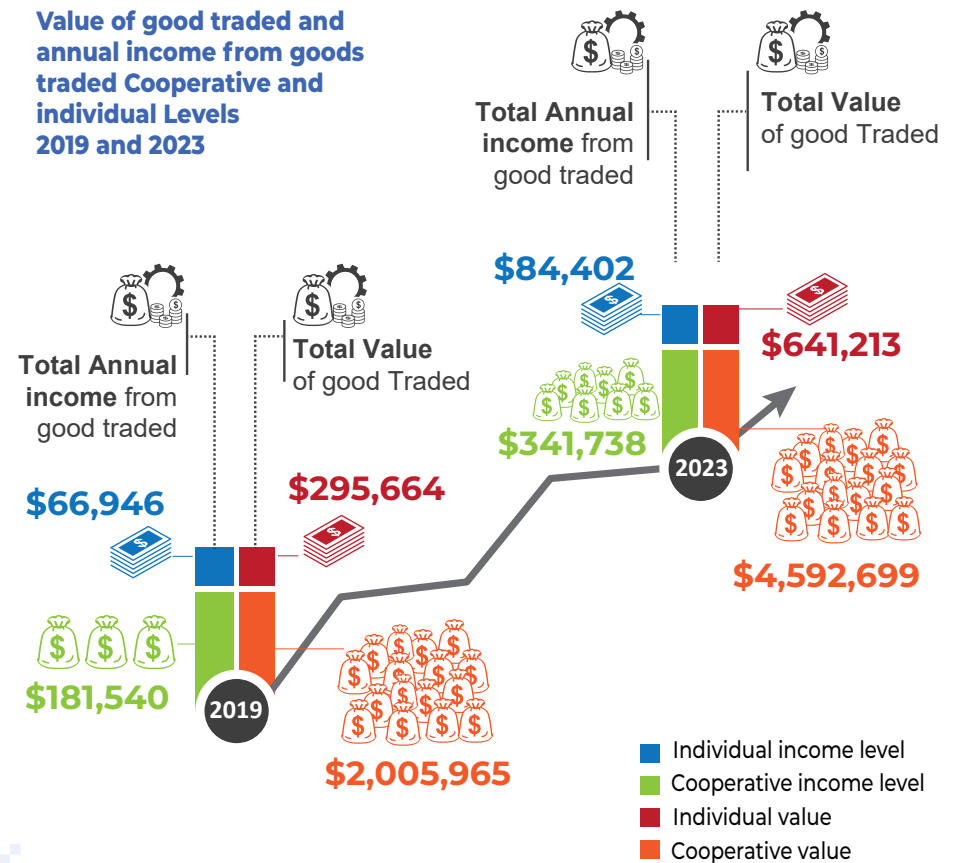 Value of good traded and
annual income from goods
traded Cooperative and
individual Levels
2019 and 2023
Total Annual
income from
good traded
Total Value
of good Traded
$84,402
$641,213
$341,738
2023
$4,592,699
Total Annual
income from
good traded
Total Value
of good Traded
$66,946
$295,664
$181,540
2019
$2,005,965
Individual income level
Cooperative income level
Individual value
Cooperative value